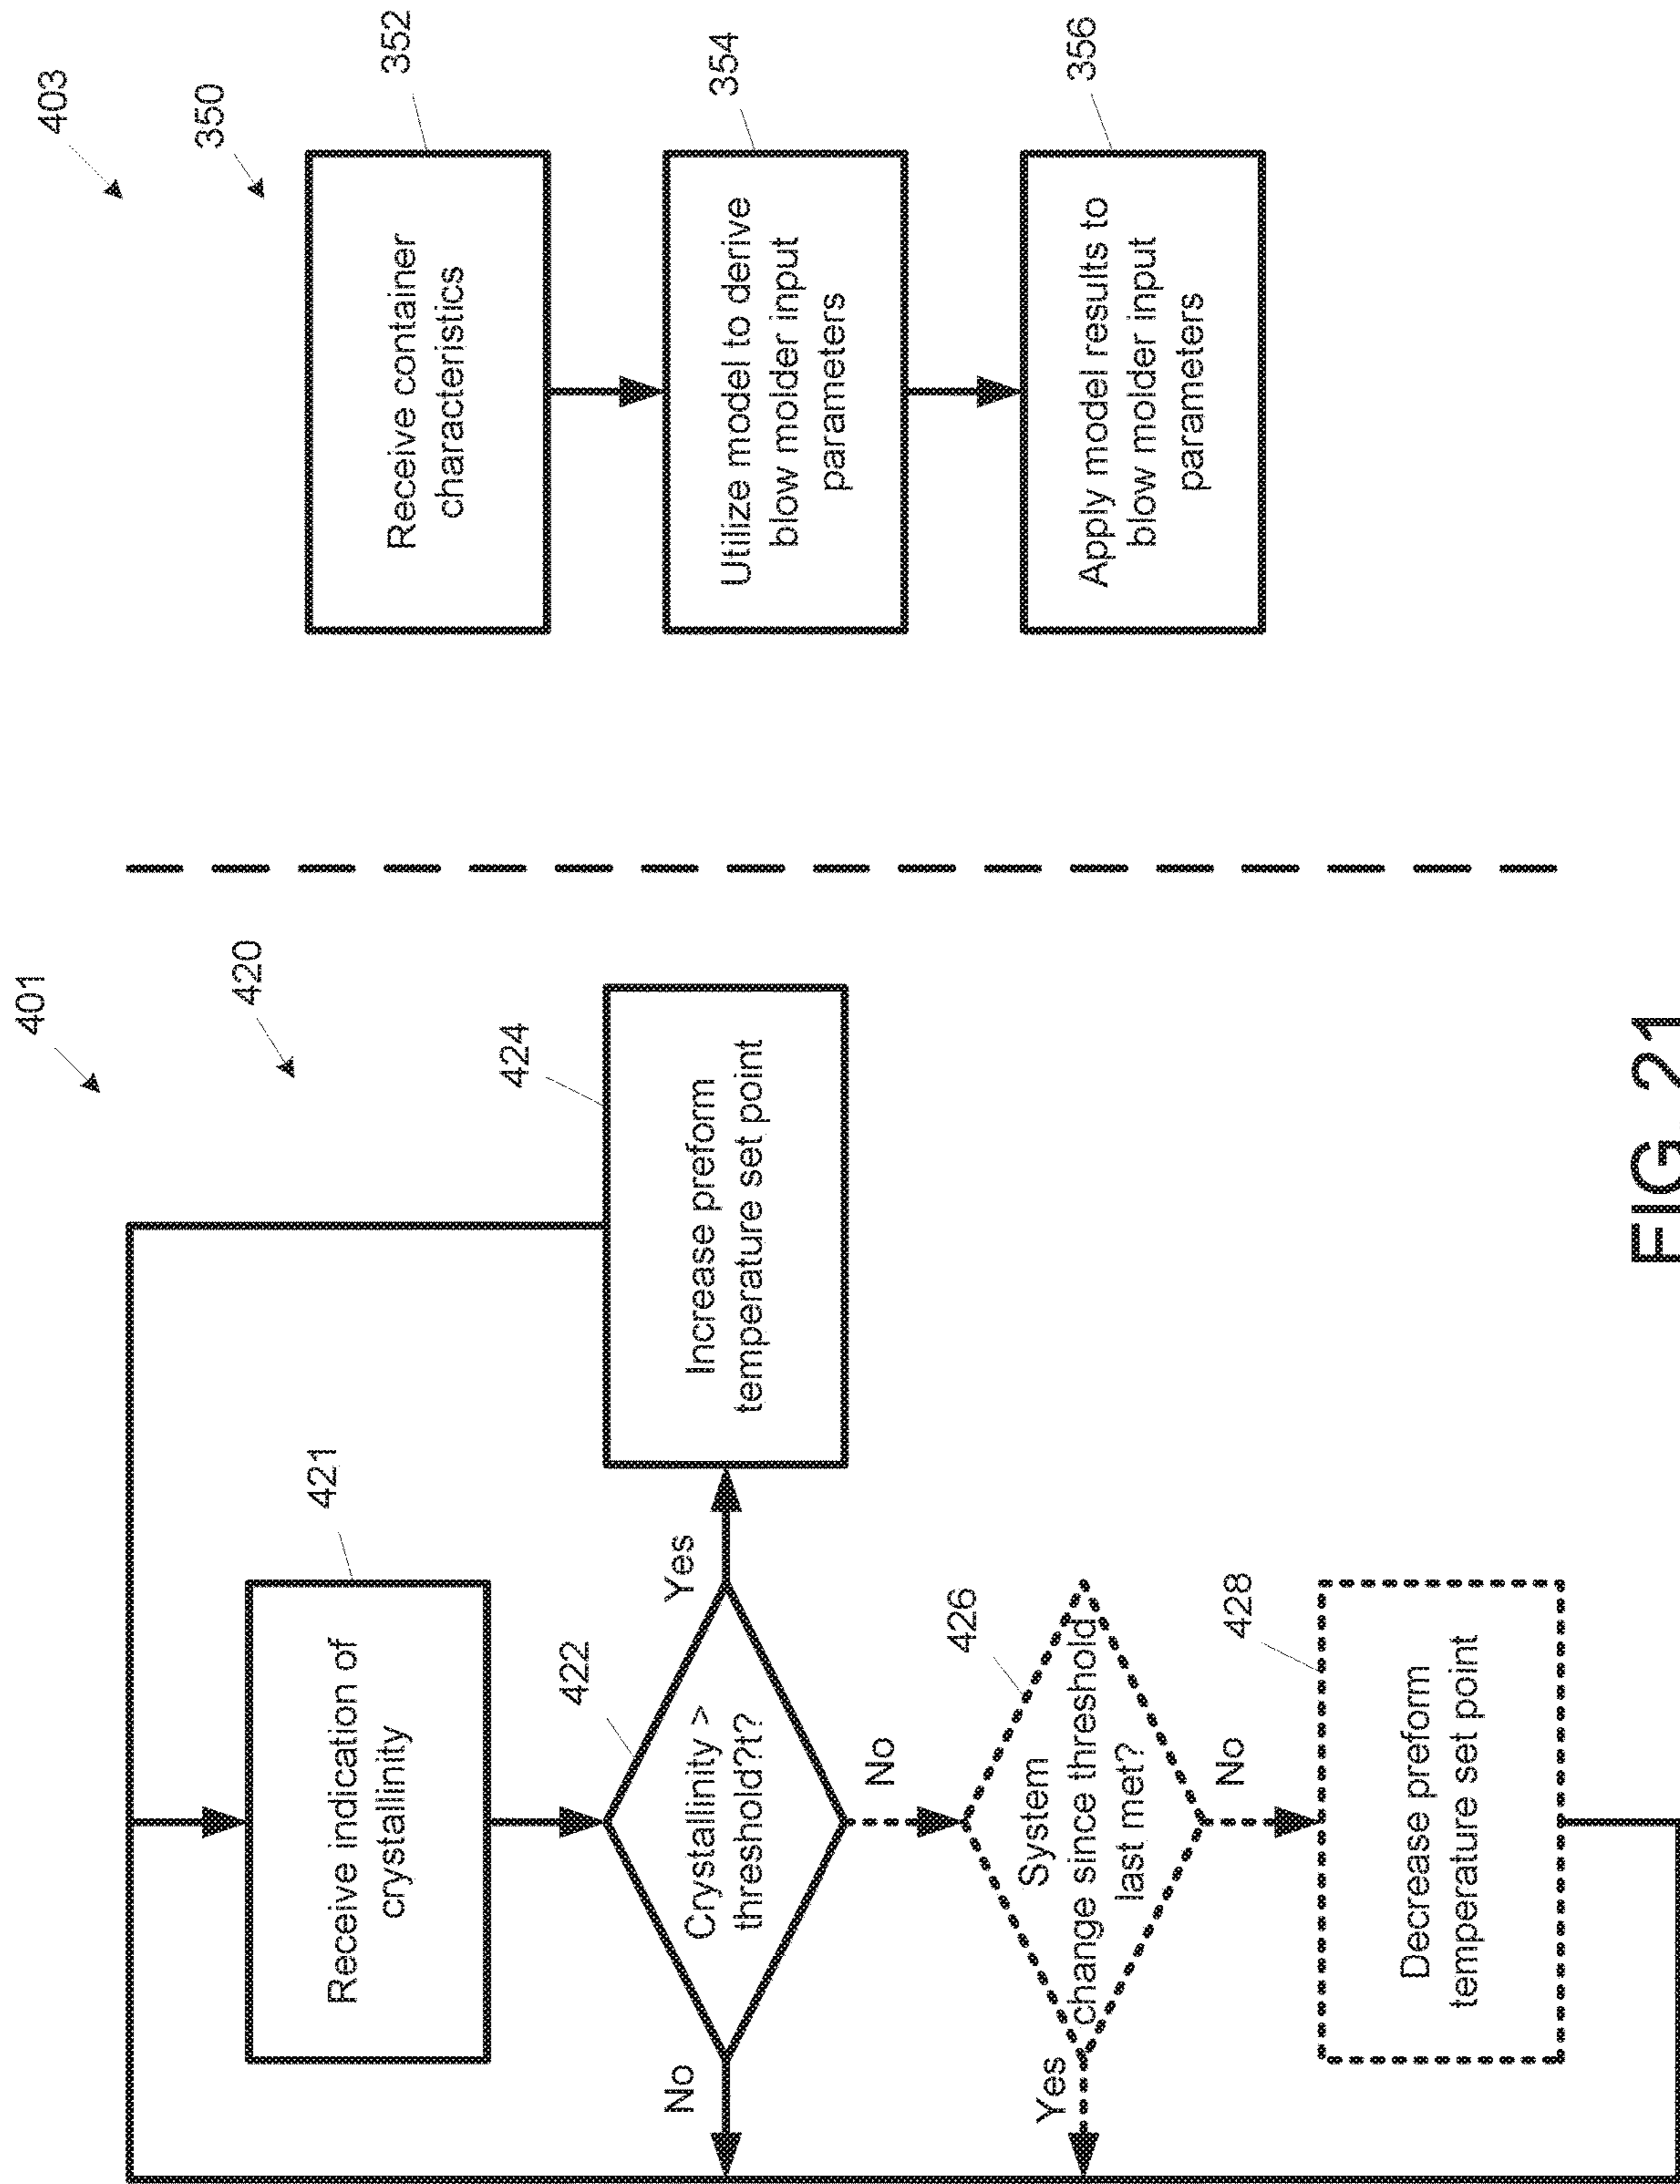 401
420
421
Receive indication of
crystallinity
422
Crystallinity >
threshold?t?
Yes
424
Increase preform
temperature set point
No
No
426
System
change since threshold
last met?
Yes
No
428
Decrease preform
temperature set point
403
350
352
Receive container
characteristics
354
Utilize model to derive
blow molder input
parameters
356
Apply model results to
blow molder input
parameters
FIG. 21